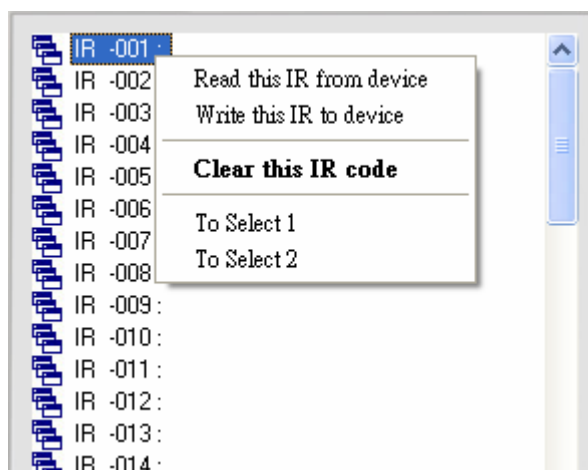 IR -001 :
IR -002
IR -003
IR -004
IR -005
IR -006
IR -007
IR -008
IR -009 :
IR -010 :
IR -011 :
IR -012 :
IR -013 :
IR -014 :
Read this IR from device
Write this IR to device
Clear this IR code
To Select 1
To Select 2